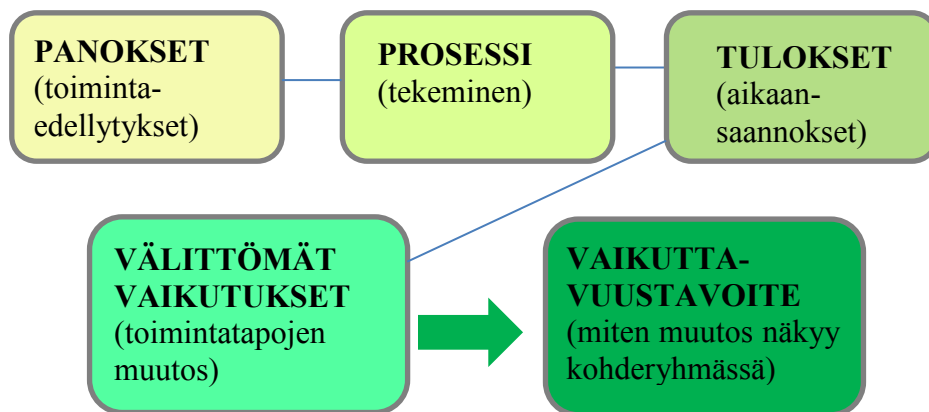 PANOKSET
(toiminta-
edellytykset)
PROSESSI
(tekeminen)
TULOKSET
(aikaan-
saannokset)
VÄLITTÖMÄT
VAIKUTUKSET
(toimintatapojen
muutos)
VAIKUTTA-
VUUSTAVOITE
(miten muutos näkyy
kohderyhmässä)